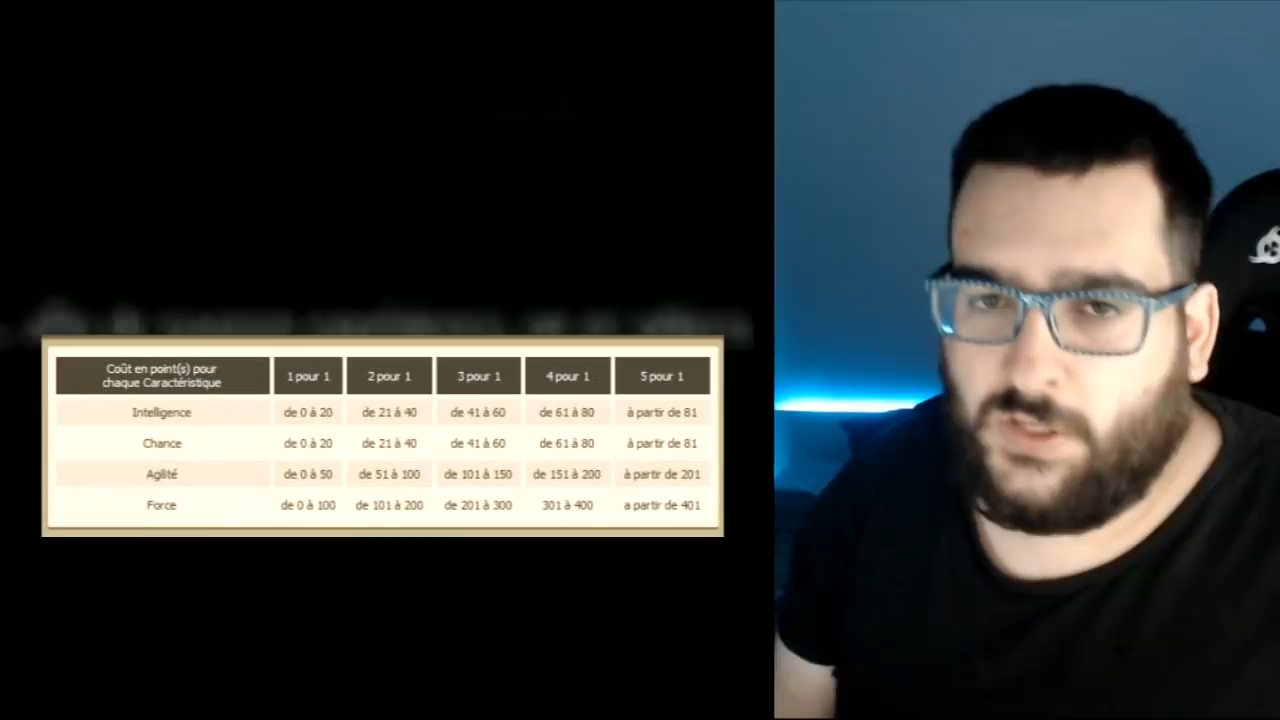 Coût en point(s) pour
chaque Caractéristique 1 pour 1 2 pour 1 3 pour 1 4 pour 1 5 pour 1
Intelligence de 0 à 20 de 21 à 40 de 41 à 60 de 61 à 80 à partir de 81
Chance de 0 à 20 de 21 à 40 de 41 à 60 de 61 à 80 à partir de 81
Agilité de 0 à 50 de 51 à 100 de 101 à 150 de 151 à 200 à partir de 201
Force de 0 à 100 de 101 à 200 de 201 à 300 301 à 400 a partir de 401